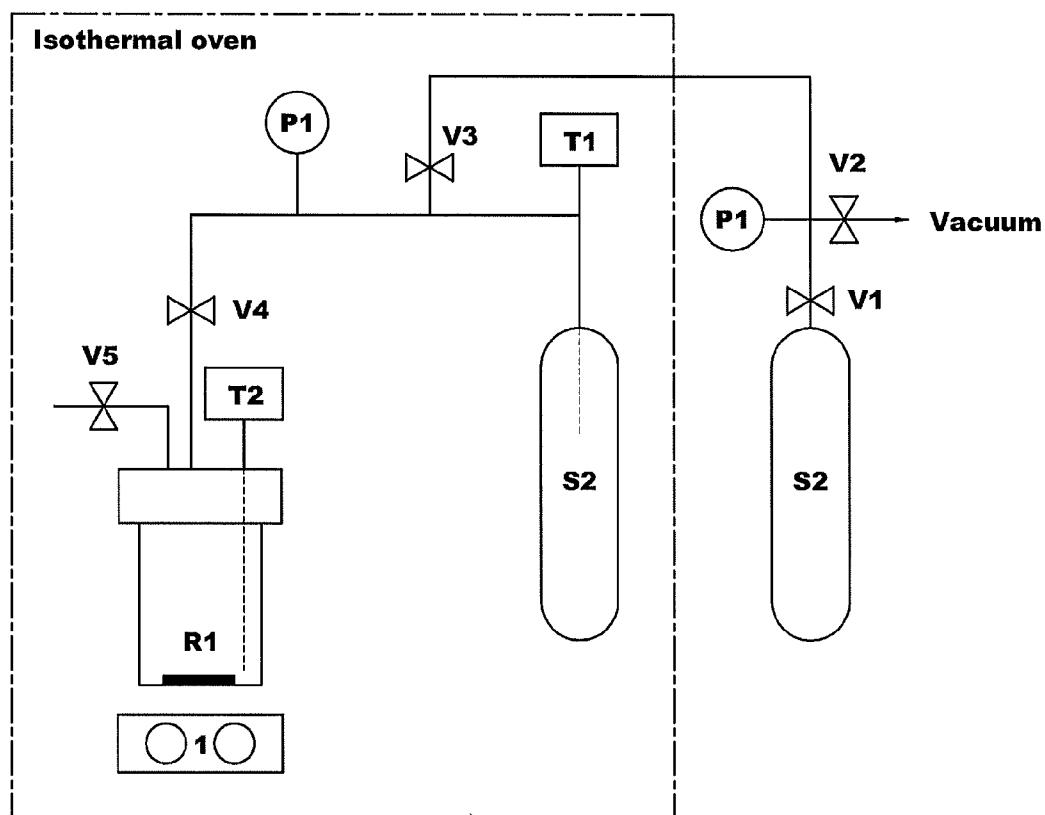 Isothermal oven
P1
V3
T1
V2
P1
Vacuum
V4
V1
V5
T2
S2
S2
R1
1